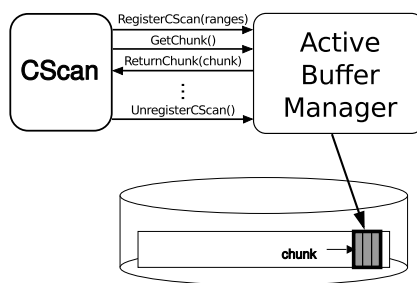 RegisterCScan(ranges)
GetChunk()
ReturnChunk(chunk)
UnregisterCScan()
CScan
Active
Buffer
Manager
chunk